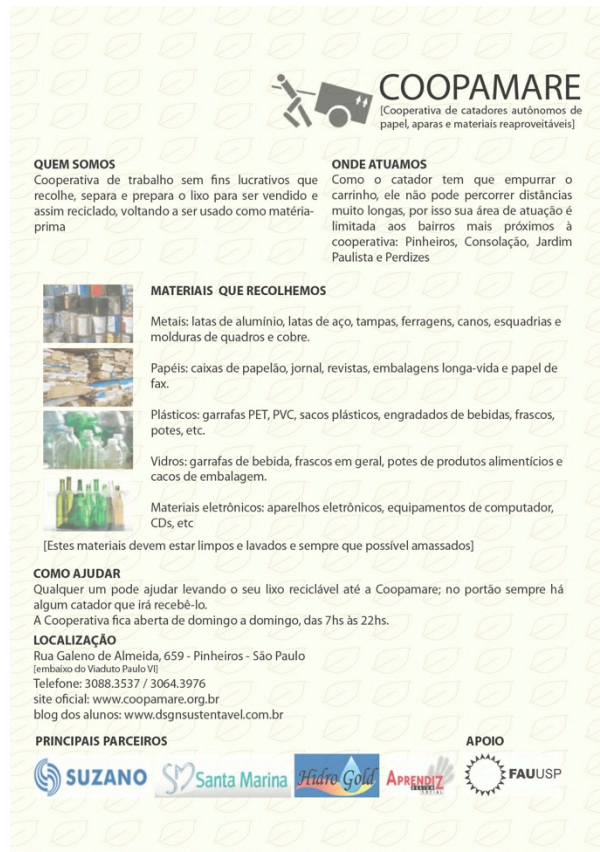 COOPAMARE
[Cooperativa de catadores autônomos de
papel, aparas e materiais reaproveitáveis]
QUEM SOMOS
Cooperativa de trabalho sem fins lucrativos que
recolhe, separa e prepara o lixo para ser vendido e
assim reciclado, voltando a ser usado como matéria-
prima
ONDE ATUAMOS
Como o catador tem que empurrar o
carrinho, ele não pode percorrer distâncias
muito longas, por isso sua área de atuação é
limitada aos bairros mais próximos à
cooperativa: Pinheiros, Consolação, Jardim
Paulista e Perdizes
MATERIAIS QUE RECOLHEMOS
Metais: latas de alumínio, latas de aço, tampas, ferragens, canos, esquadrias e
molduras de quadros e cobre.
Papéis: caixas de papelão, jornal, revistas, embalagens longa-vida e papel de
fax.
Plásticos: garrafas PET, PVC, sacos plásticos, engradados de bebidas, frascos,
potes, etc.
Vidros: garrafas de bebida, frascos em geral, potes de produtos alimentícios e
cacos de embalagem.
Materiais eletrônicos: aparelhos eletrônicos, equipamentos de computador,
CDs, etc
[Estes materiais devem estar limpos e lavados e sempre que possível amassados]
COMO AJUDAR
Qualquer um pode ajudar levando o seu lixo reciclável até a Coopamare; no portão sempre há
algum catador que irá recebê-lo.
A Cooperativa fica aberta de domingo a domingo, das 7hs às 22hs.
LOCALIZAÇÃO
Rua Galeno de Almeida, 659 - Pinheiros - São Paulo
[embaixo do Viaduto Paulo VI]
Telefone: 3088.3537 / 3064.3976
site oficial: www.coopamare.org.br
blog dos alunos: www.dsgnsustentavel.com.br
PRINCIPAIS PARCEIROS
SUZANO
Santa Marina
Hidro Gold
APRENDIZ
DESIGN
SOCIAL
APOIO
FAUUSP